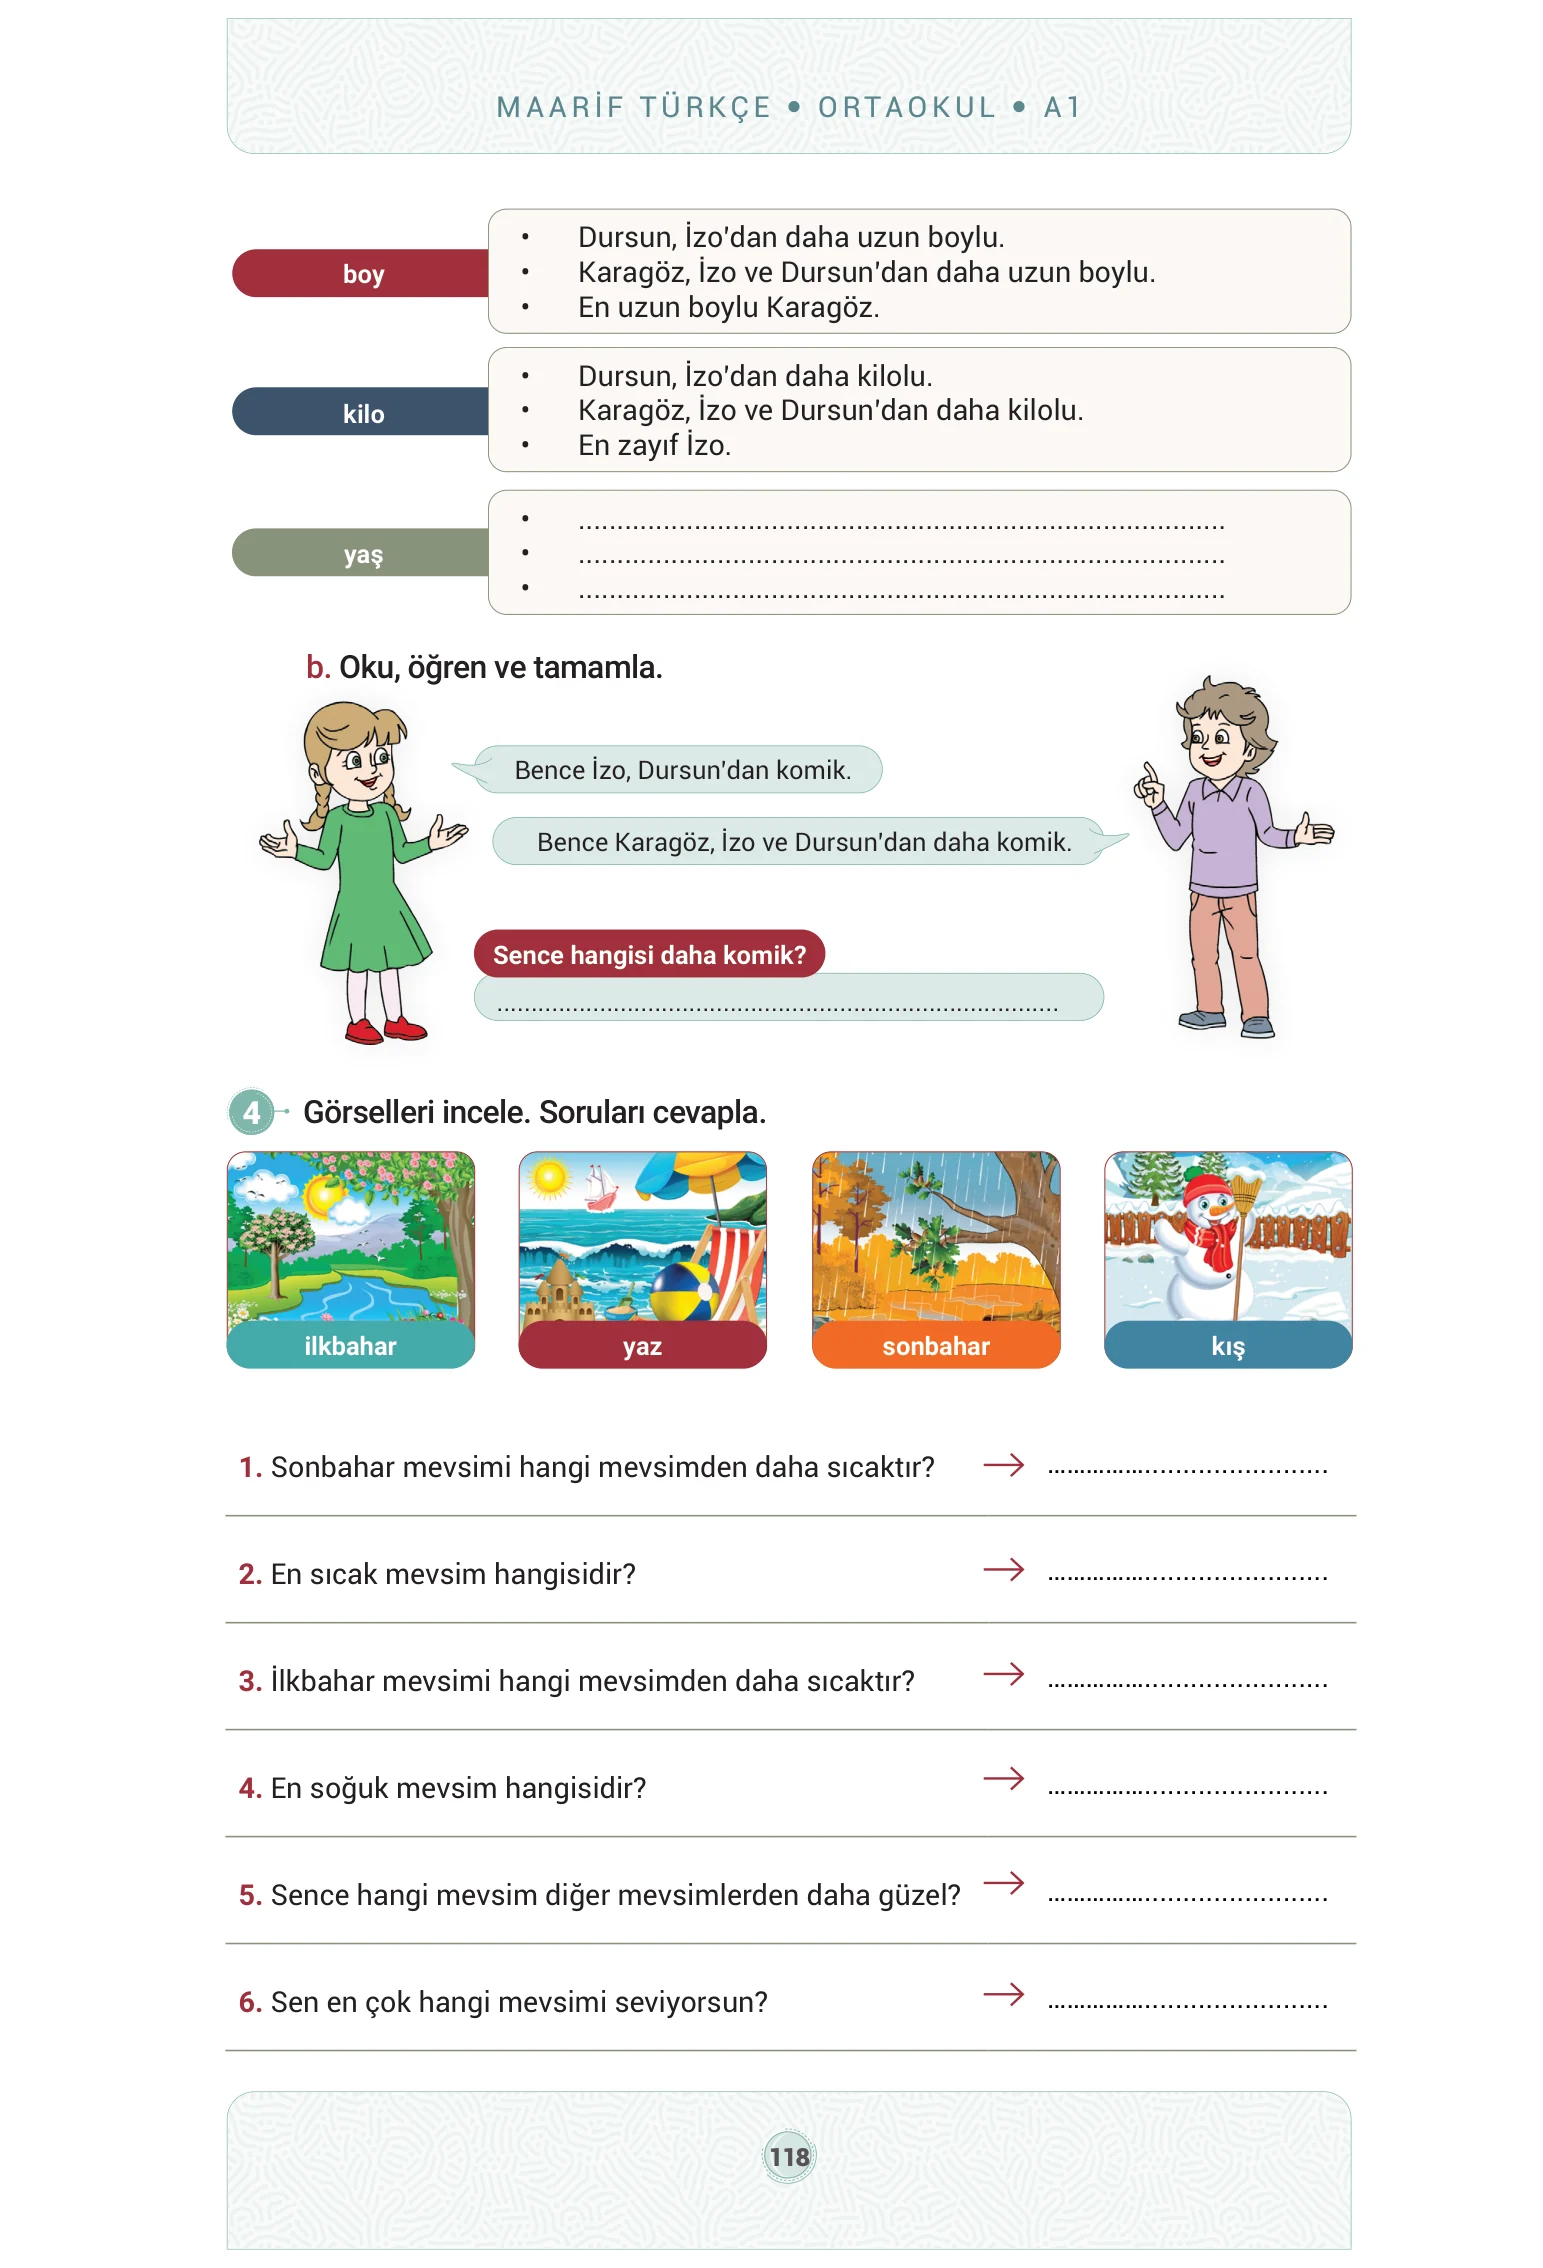 MAARİF TÜRKÇE • ORTAOKUL • A1
boy
• Dursun, İzo'dan daha uzun boylu.
• Karagöz, İzo ve Dursun'dan daha uzun boylu.
• En uzun boylu Karagöz.
kilo
• Dursun, İzo'dan daha kilolu.
• Karagöz, İzo ve Dursun'dan daha kilolu.
• En zayıf İzo.
yaş
• ....................................................................................
• ....................................................................................
• ....................................................................................
b. Oku, öğren ve tamamla.
Bence İzo, Dursun'dan komik.
Bence Karagöz, İzo ve Dursun'dan daha komik.
Sence hangisi daha komik?
....................................................................................
4 Görselleri incele. Soruları cevapla.
ilkbahar
yaz
sonbahar
kış
1. Sonbahar mevsimi hangi mevsimden daha sıcaktır? → ......................................
2. En sıcak mevsim hangisidir? → ......................................
3. İlkbahar mevsimi hangi mevsimden daha sıcaktır? → ......................................
4. En soğuk mevsim hangisidir? → ......................................
5. Sence hangi mevsim diğer mevsimlerden daha güzel? → ......................................
6. Sen en çok hangi mevsimi seviyorsun? → ......................................
118